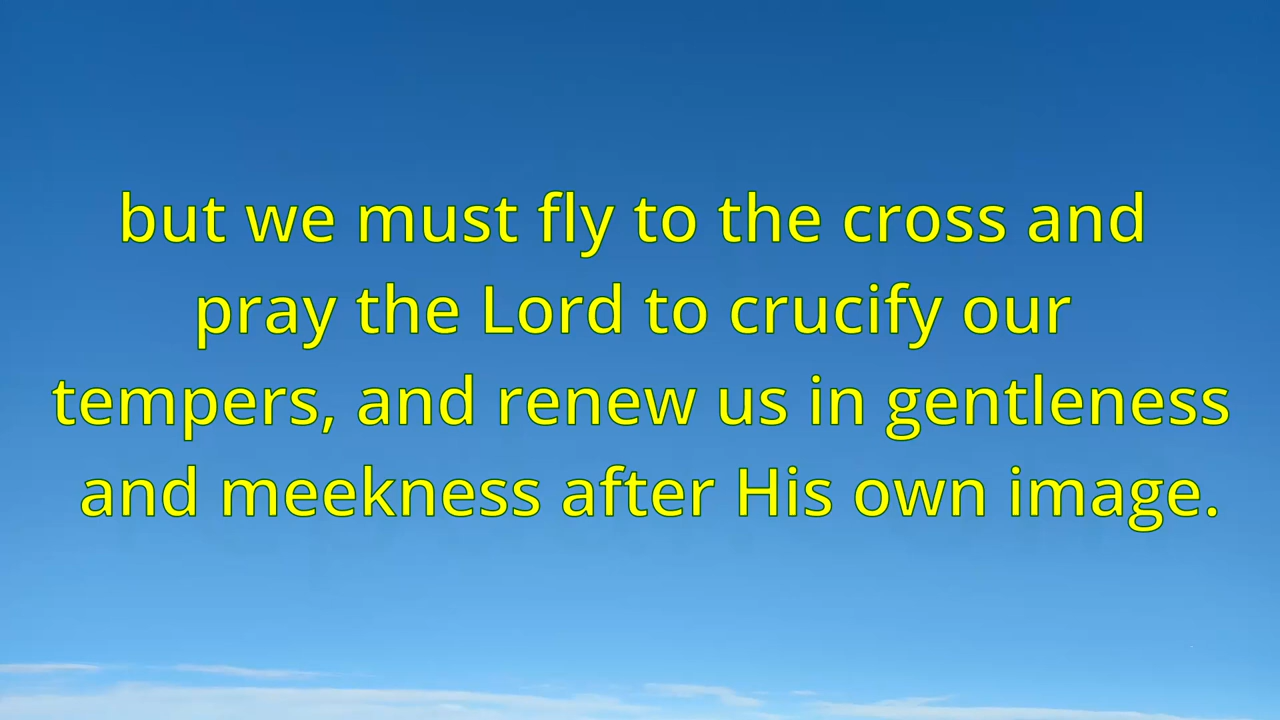 but we must fly to the cross and
pray the Lord to crucify our
tempers, and renew us in gentleness
and meekness after His own image.